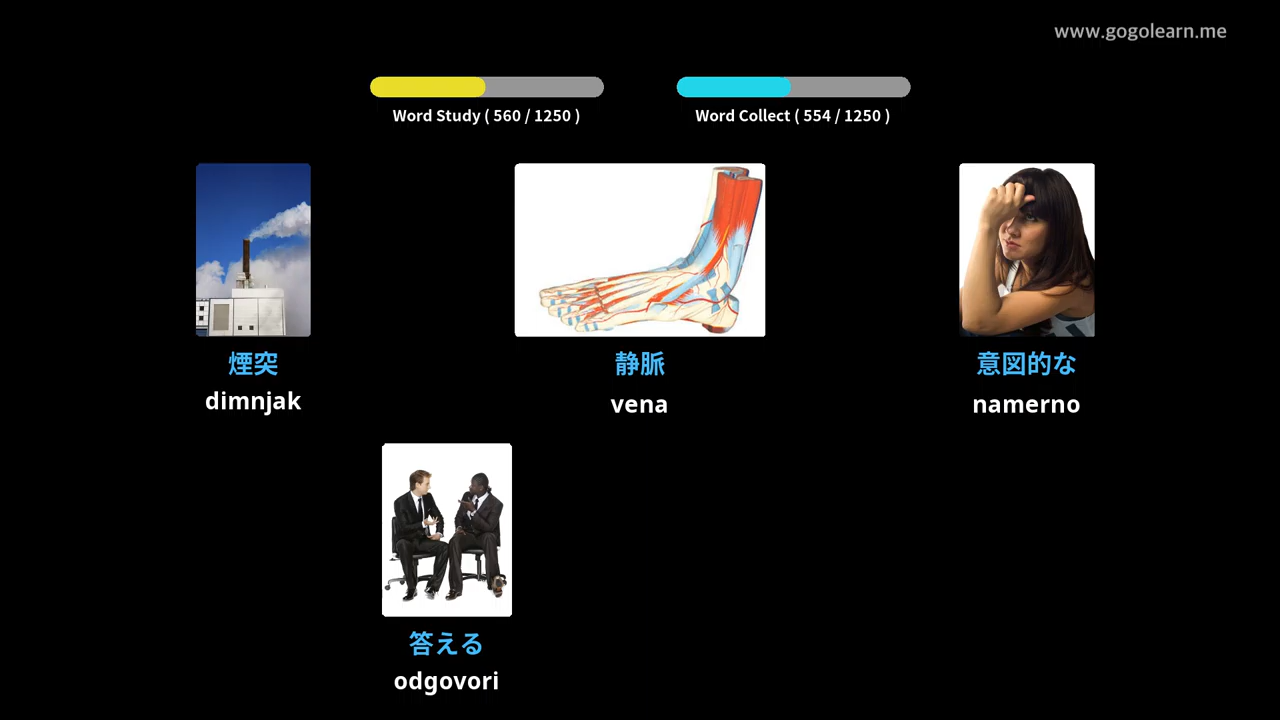 www.gogolearn.me
Word Study ( 560 / 1250 )
Word Collect ( 554 / 1250 )
煙突
dimnjak
静脈
vena
意図的な
namerno
答える
odgovori